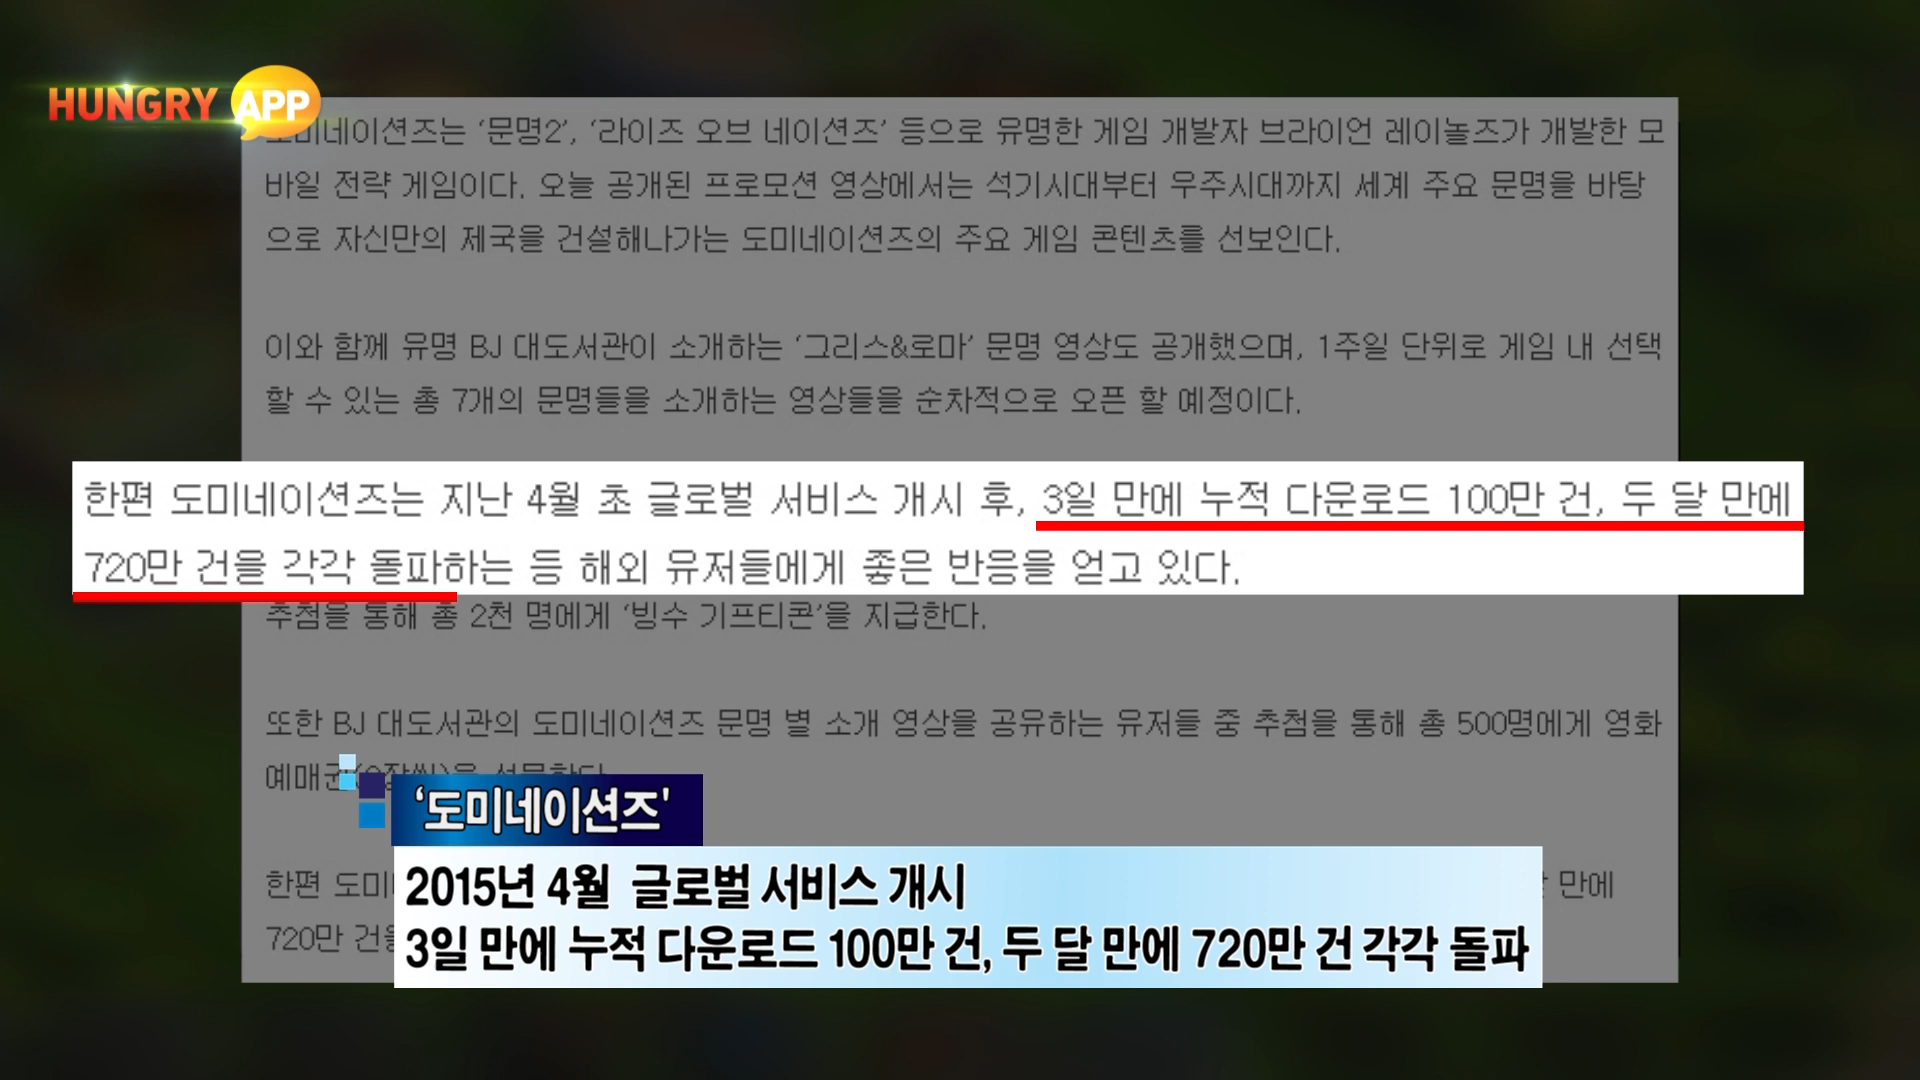 HUNGRY APP
도미네이션즈는 ‘문명2’, ‘라이즈 오브 네이션즈’ 등으로 유명한 게임 개발자 브라이언 레이놀즈가 개발한 모
바일 전략 게임이다. 오늘 공개된 프로모션 영상에서는 석기시대부터 우주시대까지 세계 주요 문명을 바탕
으로 자신만의 제국을 건설해나가는 도미네이션즈의 주요 게임 콘텐츠를 선보인다.
이와 함께 유명 BJ 대도서관이 소개하는 ‘그리스&로마’ 문명 영상도 공개했으며, 1주일 단위로 게임 내 선택
할 수 있는 총 7개의 문명들을 소개하는 영상들을 순차적으로 오픈 할 예정이다.
한편 도미네이션즈는 지난 4월 초 글로벌 서비스 개시 후, 3일 만에 누적 다운로드 100만 건, 두 달 만에
720만 건을 각각 돌파하는 등 해외 유저들에게 좋은 반응을 얻고 있다.
추첨을 통해 총 2천 명에게 ‘빙수 기프티콘’을 지급한다.
또한 BJ 대도서관의 도미네이션즈 문명 별 소개 영상을 공유하는 유저들 중 추첨을 통해 총 500명에게 영화
‘도미네이션즈'
2015년 4월 글로벌 서비스 개시
3일 만에 누적 다운로드 100만 건, 두 달 만에 720만 건 각각 돌파
한편 만에
720만